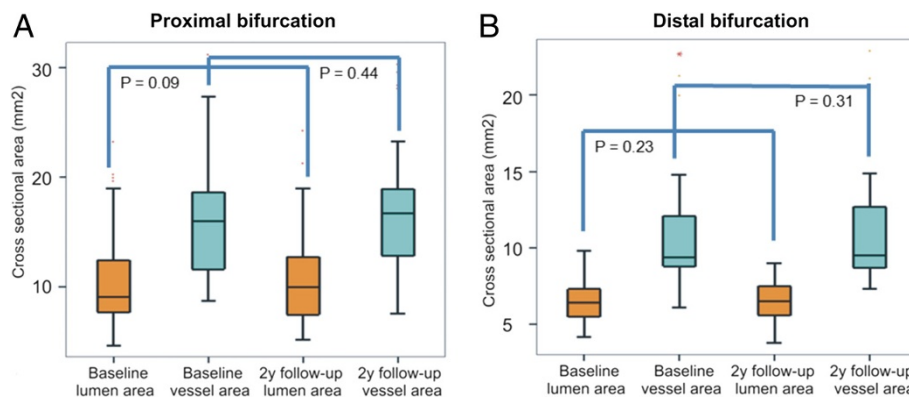 A
Proximal bifurcation
Cross sectional area (mm2)
30
20
10
P = 0.09
P = 0.44
Baseline lumen area
Baseline vessel area
2y follow-up lumen area
2y follow-up vessel area
B
Distal bifurcation
Cross sectional area (mm2)
20
15
10
5
P = 0.23
P = 0.31
Baseline lumen area
Baseline vessel area
2y follow-up lumen area
2y follow-up vessel area